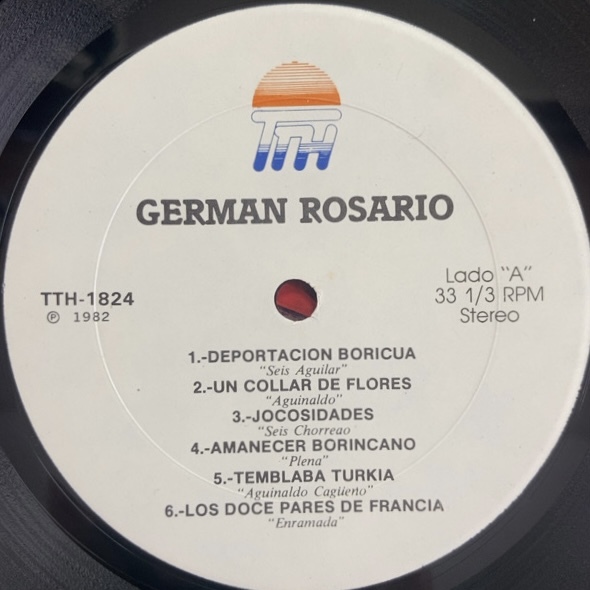 TTH
GERMAN ROSARIO
TTH-1824
℗ 1982
Lado "A"
33 1/3 RPM
Stereo
1.-DEPORTACION BORICUA
"Seis Aguilar"
2.-UN COLLAR DE FLORES
"Aguinaldo"
3.-JOCOSIDADES
"Seis Chorreao
4.-AMANECER BORINCANO
"Plena"
5.-TEMBLABA TURKIA
"Aguinaldo Cagüeno"
6.-LOS DOCE PARES DE FRANCIA
"Enramada"